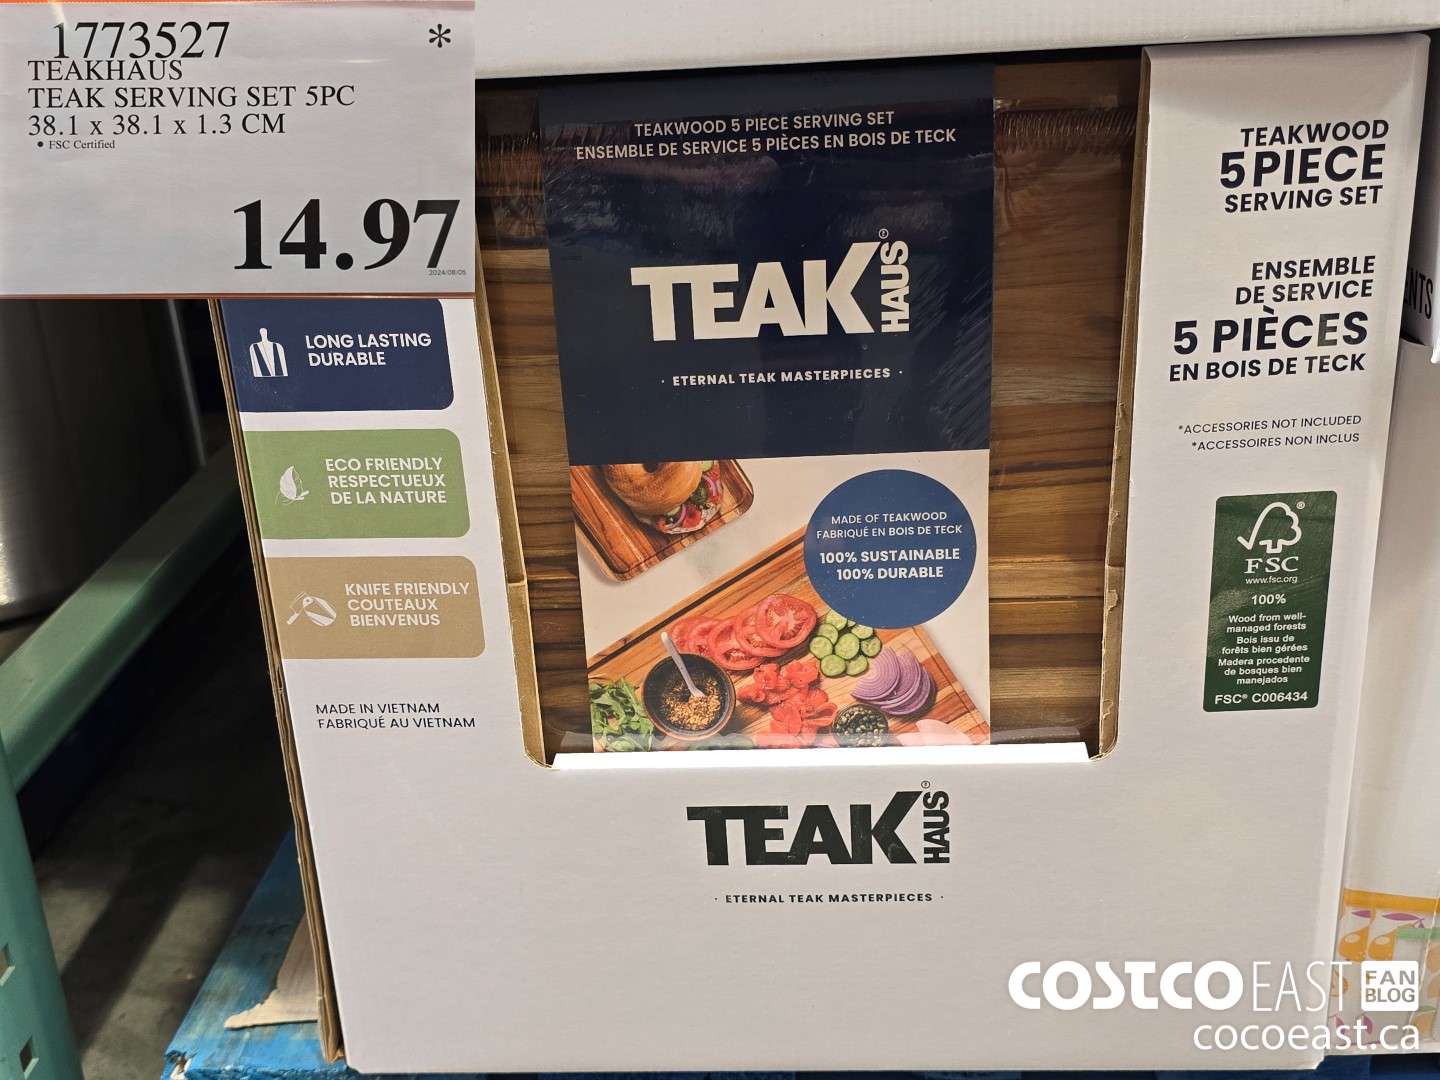 1773527 *
TEAKHAUS
TEAK SERVING SET 5PC
38.1 x 38.1 x 1.3 CM
• FSC Certified
14.97
2024/08/05
LONG LASTING
DURABLE
ECO FRIENDLY
RESPECTUEUX
DE LA NATURE
KNIFE FRIENDLY
COUTEAUX
BIENVENUS
MADE IN VIETNAM
FABRIQUÉ AU VIETNAM
TEAKWOOD 5 PIECE SERVING SET
ENSEMBLE DE SERVICE 5 PIÈCES EN BOIS DE TECK
TEAK HAUS®
· ETERNAL TEAK MASTERPIECES ·
MADE OF TEAKWOOD
FABRIQUÉ EN BOIS DE TECK
100% SUSTAINABLE
100% DURABLE
TEAK HAUS®
· ETERNAL TEAK MASTERPIECES ·
TEAKWOOD
5 PIECE
SERVING SET
ENSEMBLE
DE SERVICE
5 PIÈCES
EN BOIS DE TECK
*ACCESSORIES NOT INCLUDED
*ACCESSOIRES NON INCLUS
®
FSC
www.fsc.org
100%
Wood from well-
managed forests
Bois issu de
forêts bien gérées
Madera procedente
de bosques bien
manejados
FSC® C006434
NTS
COSTCO EAST FAN
BLOG
cocoeast.ca